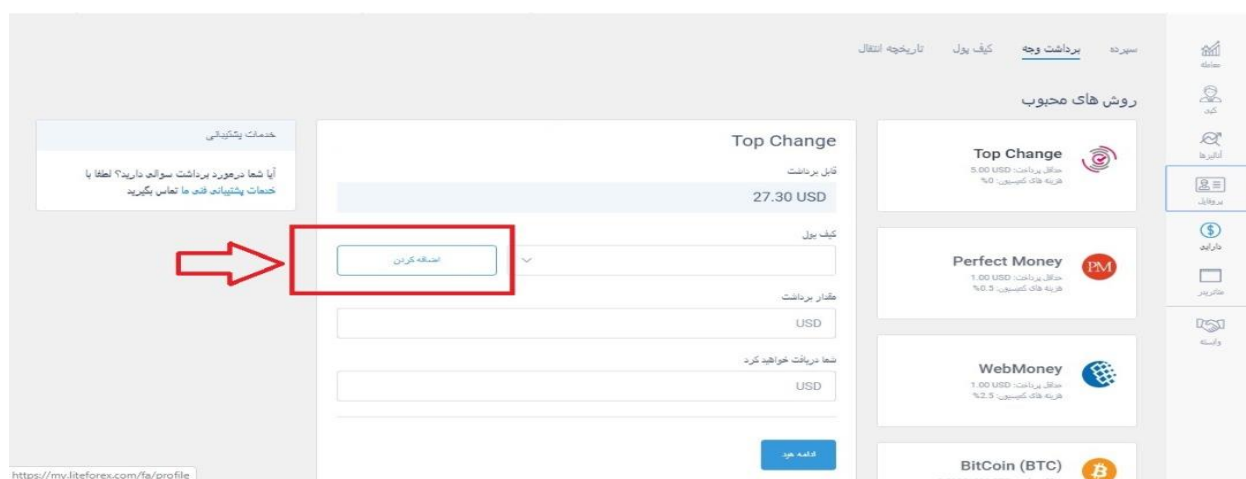 سپرده برداشت وجه کیف پول تاریخچه انتقال
معامله
کپی
آنالیزها
پروفایل
دارایی
متاتریدر
وابسته
روش های محبوب
Top Change
حداقل پرداخت: 5.00 USD
هزینه های کمیسیون: 0%
Perfect Money
PM
حداقل پرداخت: 1.00 USD
هزینه های کمیسیون: 0.5%
WebMoney
حداقل پرداخت: 1.00 USD
هزینه های کمیسیون: 2.5%
BitCoin (BTC)
Top Change
قابل برداشت
27.30 USD
کیف پول
اضافه کردن
مقدار برداشت
USD
شما دریافت خواهید کرد
USD
ادامه دهید
خدمات پشتیبانی
آیا شما درمورد برداشت سوالی دارید؟ لطفا با
خدمات پشتیبانی فنی ما تماس بگیرید
https://my.liteforex.com/fa/profile